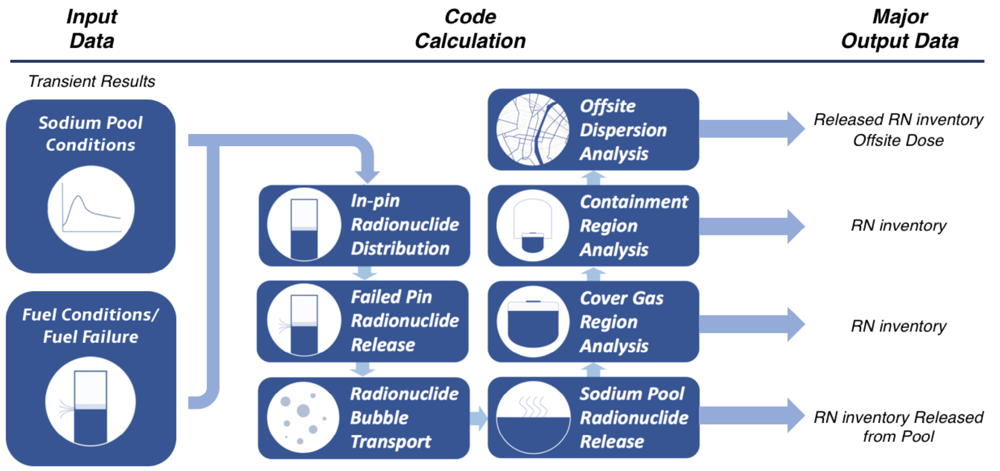 Input
Data
Code
Calculation
Major
Output Data
Transient Results
Sodium Pool
Conditions
Fuel Conditions/
Fuel Failure
In-pin
Radionuclide
Distribution
Failed Pin
Radionuclide
Release
Radionuclide
Bubble
Transport
Offsite
Dispersion
Analysis
Containment
Region
Analysis
Cover Gas
Region
Analysis
Sodium Pool
Radionuclide
Release
Released RN inventory
Offsite Dose
RN inventory
RN inventory
RN inventory Released
from Pool